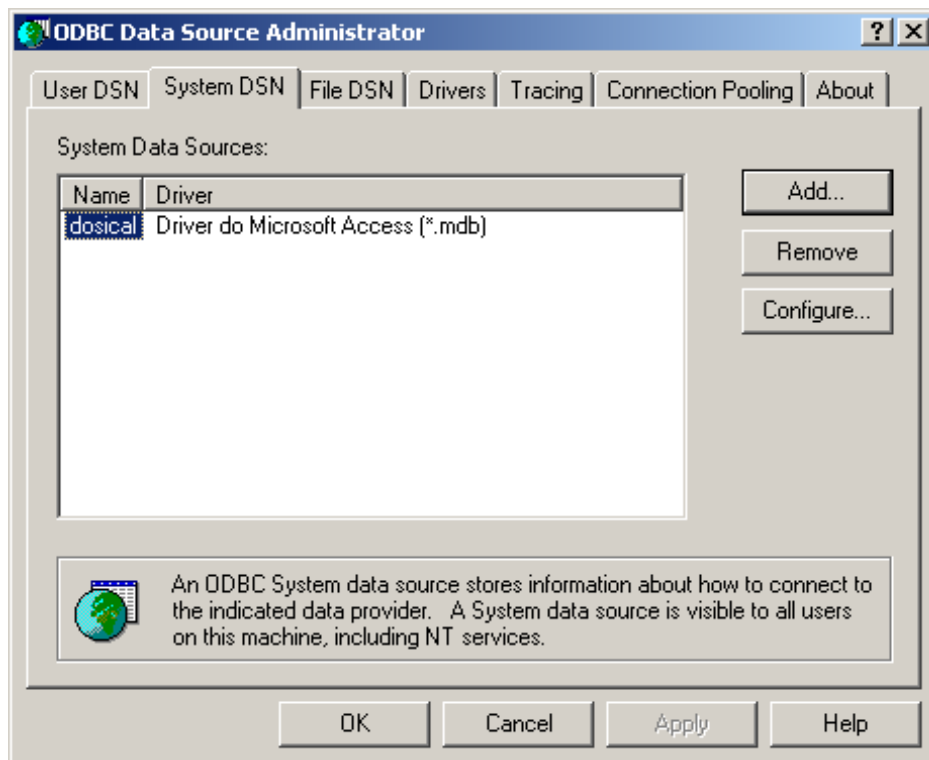 ODBC Data Source Administrator
User DSN System DSN File DSN Drivers Tracing Connection Pooling About
System Data Sources:
Name Driver
dosical Driver do Microsoft Access (*.mdb)
Add...
Remove
Configure...
An ODBC System data source stores information about how to connect to
the indicated data provider. A System data source is visible to all users
on this machine, including NT services.
OK Cancel Apply Help